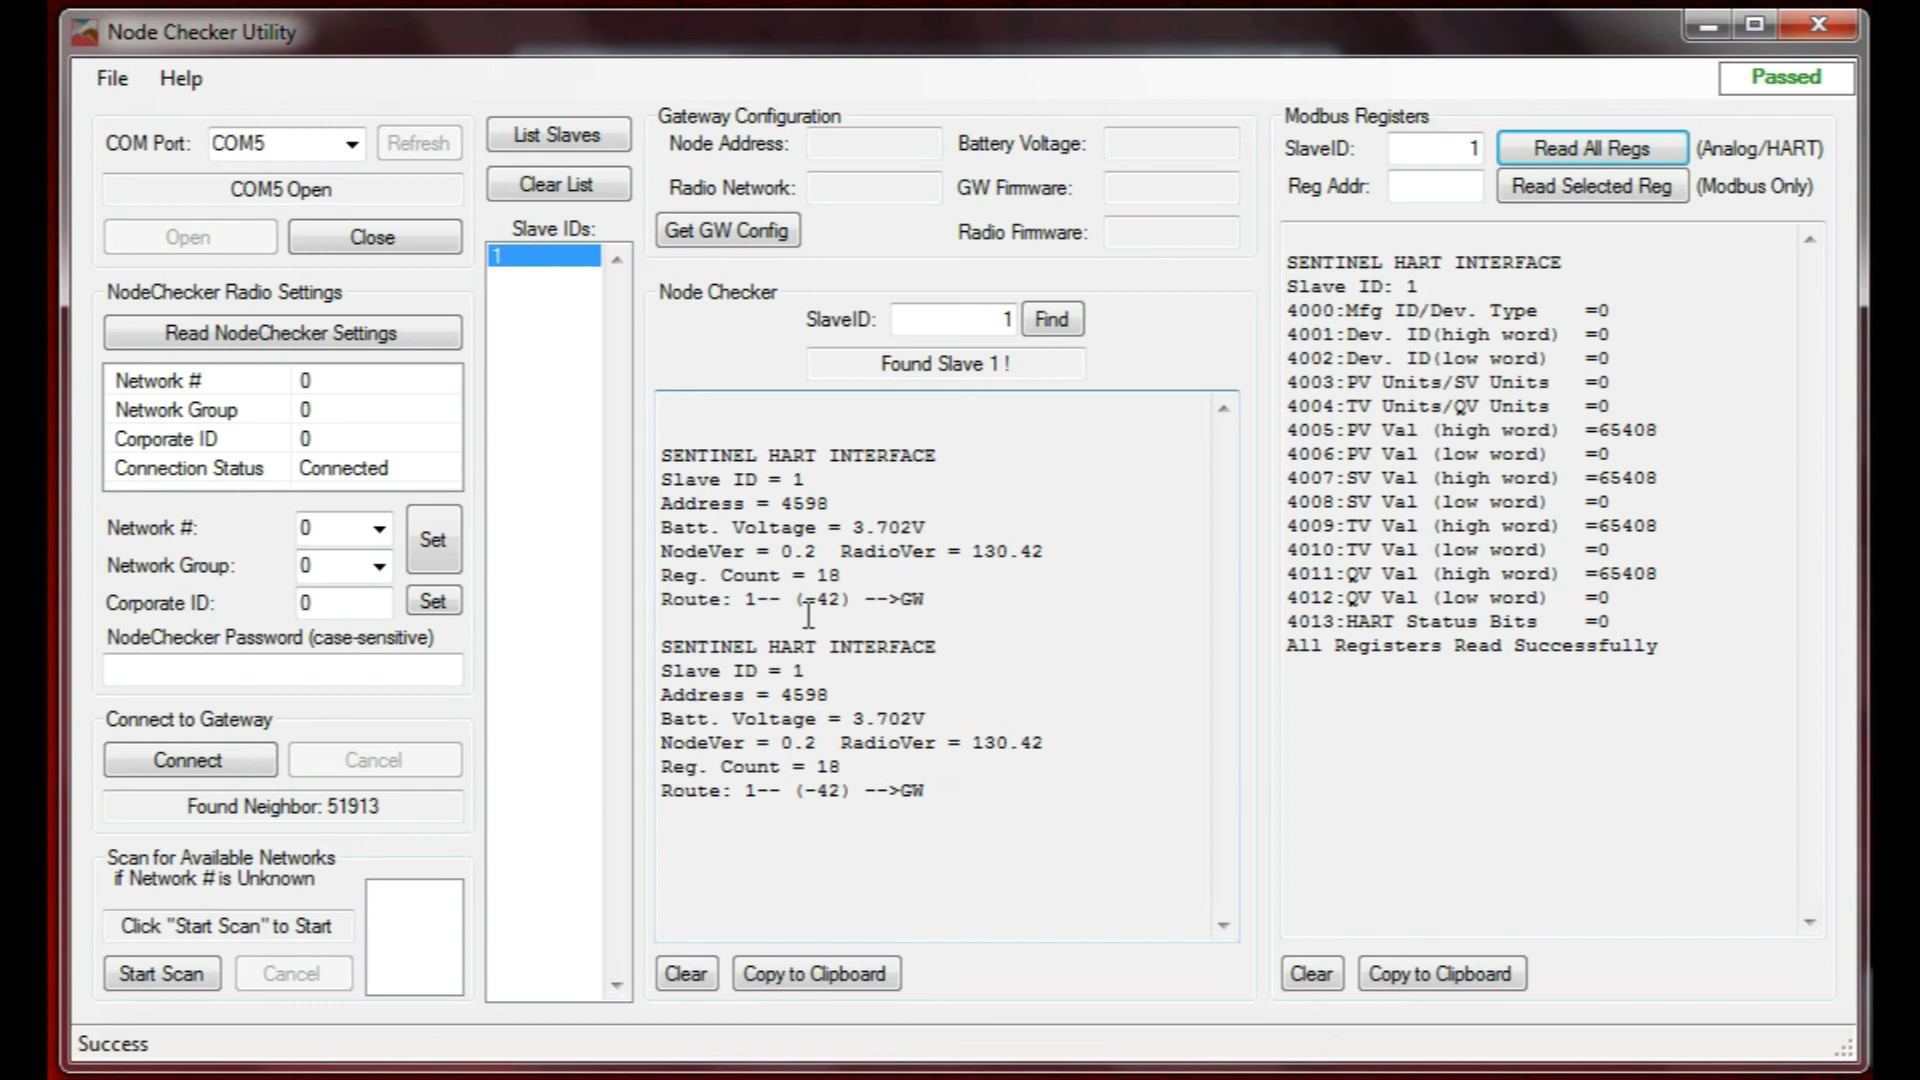 Node Checker Utility
File Help
Passed
COM Port: COM5 Refresh
COM5 Open
Open Close
NodeChecker Radio Settings
Read NodeChecker Settings
Network # 0
Network Group 0
Corporate ID 0
Connection Status Connected
Network #: 0
Set
Network Group: 0
Corporate ID: 0 Set
NodeChecker Password (case-sensitive)
Connect to Gateway
Connect Cancel
Found Neighbor: 51913
Scan for Available Networks
if Network # is Unknown
Click "Start Scan" to Start
Start Scan Cancel
List Slaves
Clear List
Slave IDs:
1
Gateway Configuration
Node Address: Battery Voltage:
Radio Network: GW Firmware:
Get GW Config Radio Firmware:
Node Checker
SlaveID: 1 Find
Found Slave 1 !
SENTINEL HART INTERFACE
Slave ID = 1
Address = 4598
Batt. Voltage = 3.702V
NodeVer = 0.2 RadioVer = 130.42
Reg. Count = 18
Route: 1-- (-42) -->GW
SENTINEL HART INTERFACE
Slave ID = 1
Address = 4598
Batt. Voltage = 3.702V
NodeVer = 0.2 RadioVer = 130.42
Reg. Count = 18
Route: 1-- (-42) -->GW
Clear Copy to Clipboard
Modbus Registers
SlaveID: 1 Read All Regs (Analog/HART)
Reg Addr: Read Selected Reg (Modbus Only)
SENTINEL HART INTERFACE
Slave ID: 1
4000:Mfg ID/Dev. Type =0
4001:Dev. ID(high word) =0
4002:Dev. ID(low word) =0
4003:PV Units/SV Units =0
4004:TV Units/QV Units =0
4005:PV Val (high word) =65408
4006:PV Val (low word) =0
4007:SV Val (high word) =65408
4008:SV Val (low word) =0
4009:TV Val (high word) =65408
4010:TV Val (low word) =0
4011:QV Val (high word) =65408
4012:QV Val (low word) =0
4013:HART Status Bits =0
All Registers Read Successfully
Clear Copy to Clipboard
Success